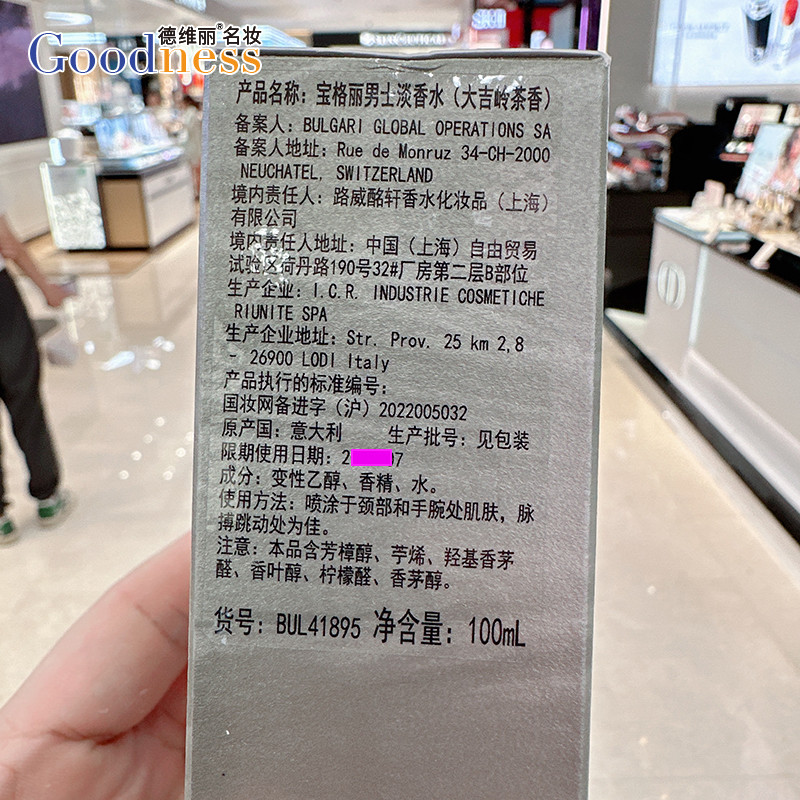 德维丽®名妆
Goodness
产品名称：宝格丽男士淡香水（大吉岭茶香）
备案人：BULGARI GLOBAL OPERATIONS SA
备案人地址：Rue de Monruz 34-CH-2000
NEUCHATEL, SWITZERLAND
境内责任人：路威酩轩香水化妆品（上海）
有限公司
境内责任人地址：中国（上海）自由贸易
试验区荷丹路190号32#厂房第二层B部位
生产企业：I.C.R. INDUSTRIE COSMETICHE
RIUNITE SPA
生产企业地址：Str. Prov. 25 km 2,8
- 26900 LODI Italy
产品执行的标准编号：
国妆网备进字（沪）2022005032
原产国：意大利 生产批号：见包装
限期使用日期：2 07
成分：变性乙醇、香精、水。
使用方法：喷涂于颈部和手腕处肌肤，脉
搏跳动处为佳。
注意：本品含芳樟醇、苧烯、羟基香茅
醛、香叶醇、柠檬醛、香茅醇。
货号：BUL41895 净含量：100mL